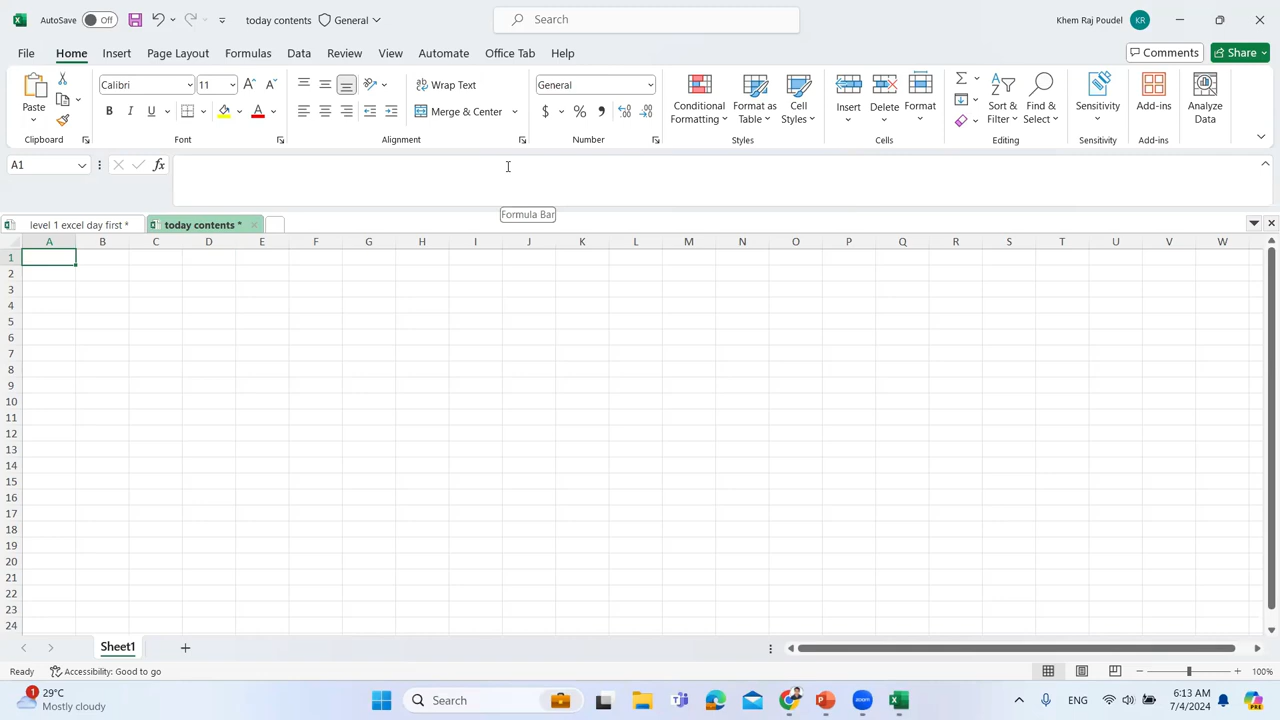 AutoSave Off today contents General Search Khem Raj Poudel KR
File Home Insert Page Layout Formulas Data Review View Automate Office Tab Help Comments Share
Paste Calibri 11 Wrap Text General Conditional Formatting Format as Table Cell Styles Insert Delete Format Sort & Filter Find & Select Sensitivity Add-ins Analyze Data
B I U Merge & Center $ % 9
Clipboard Font Alignment Number Styles Cells Editing Sensitivity Add-ins
A1 fx
Formula Bar
level 1 excel day first * today contents *
A B C D E F G H I J K L M N O P Q R S T U V W
1
2
3
4
5
6
7
8
9
10
11
12
13
14
15
16
17
18
19
20
21
22
23
24
Sheet1
Ready Accessibility: Good to go 100%
1 29°C Search ENG 6:13 AM
Mostly cloudy 7/4/2024